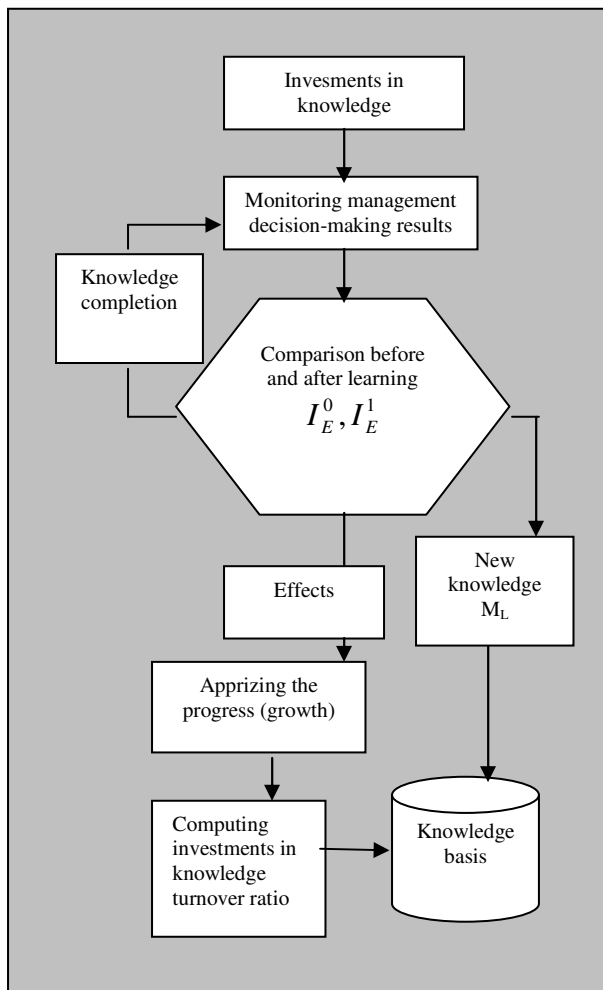 Invesments in
knowledge
Monitoring management
decision-making results
Knowledge
completion
Comparison before
and after learning
I_E^0, I_E^1
New
knowledge
M_L
Effects
Apprizing the
progress (growth)
Computing
investments in
knowledge
turnover ratio
Knowledge
basis